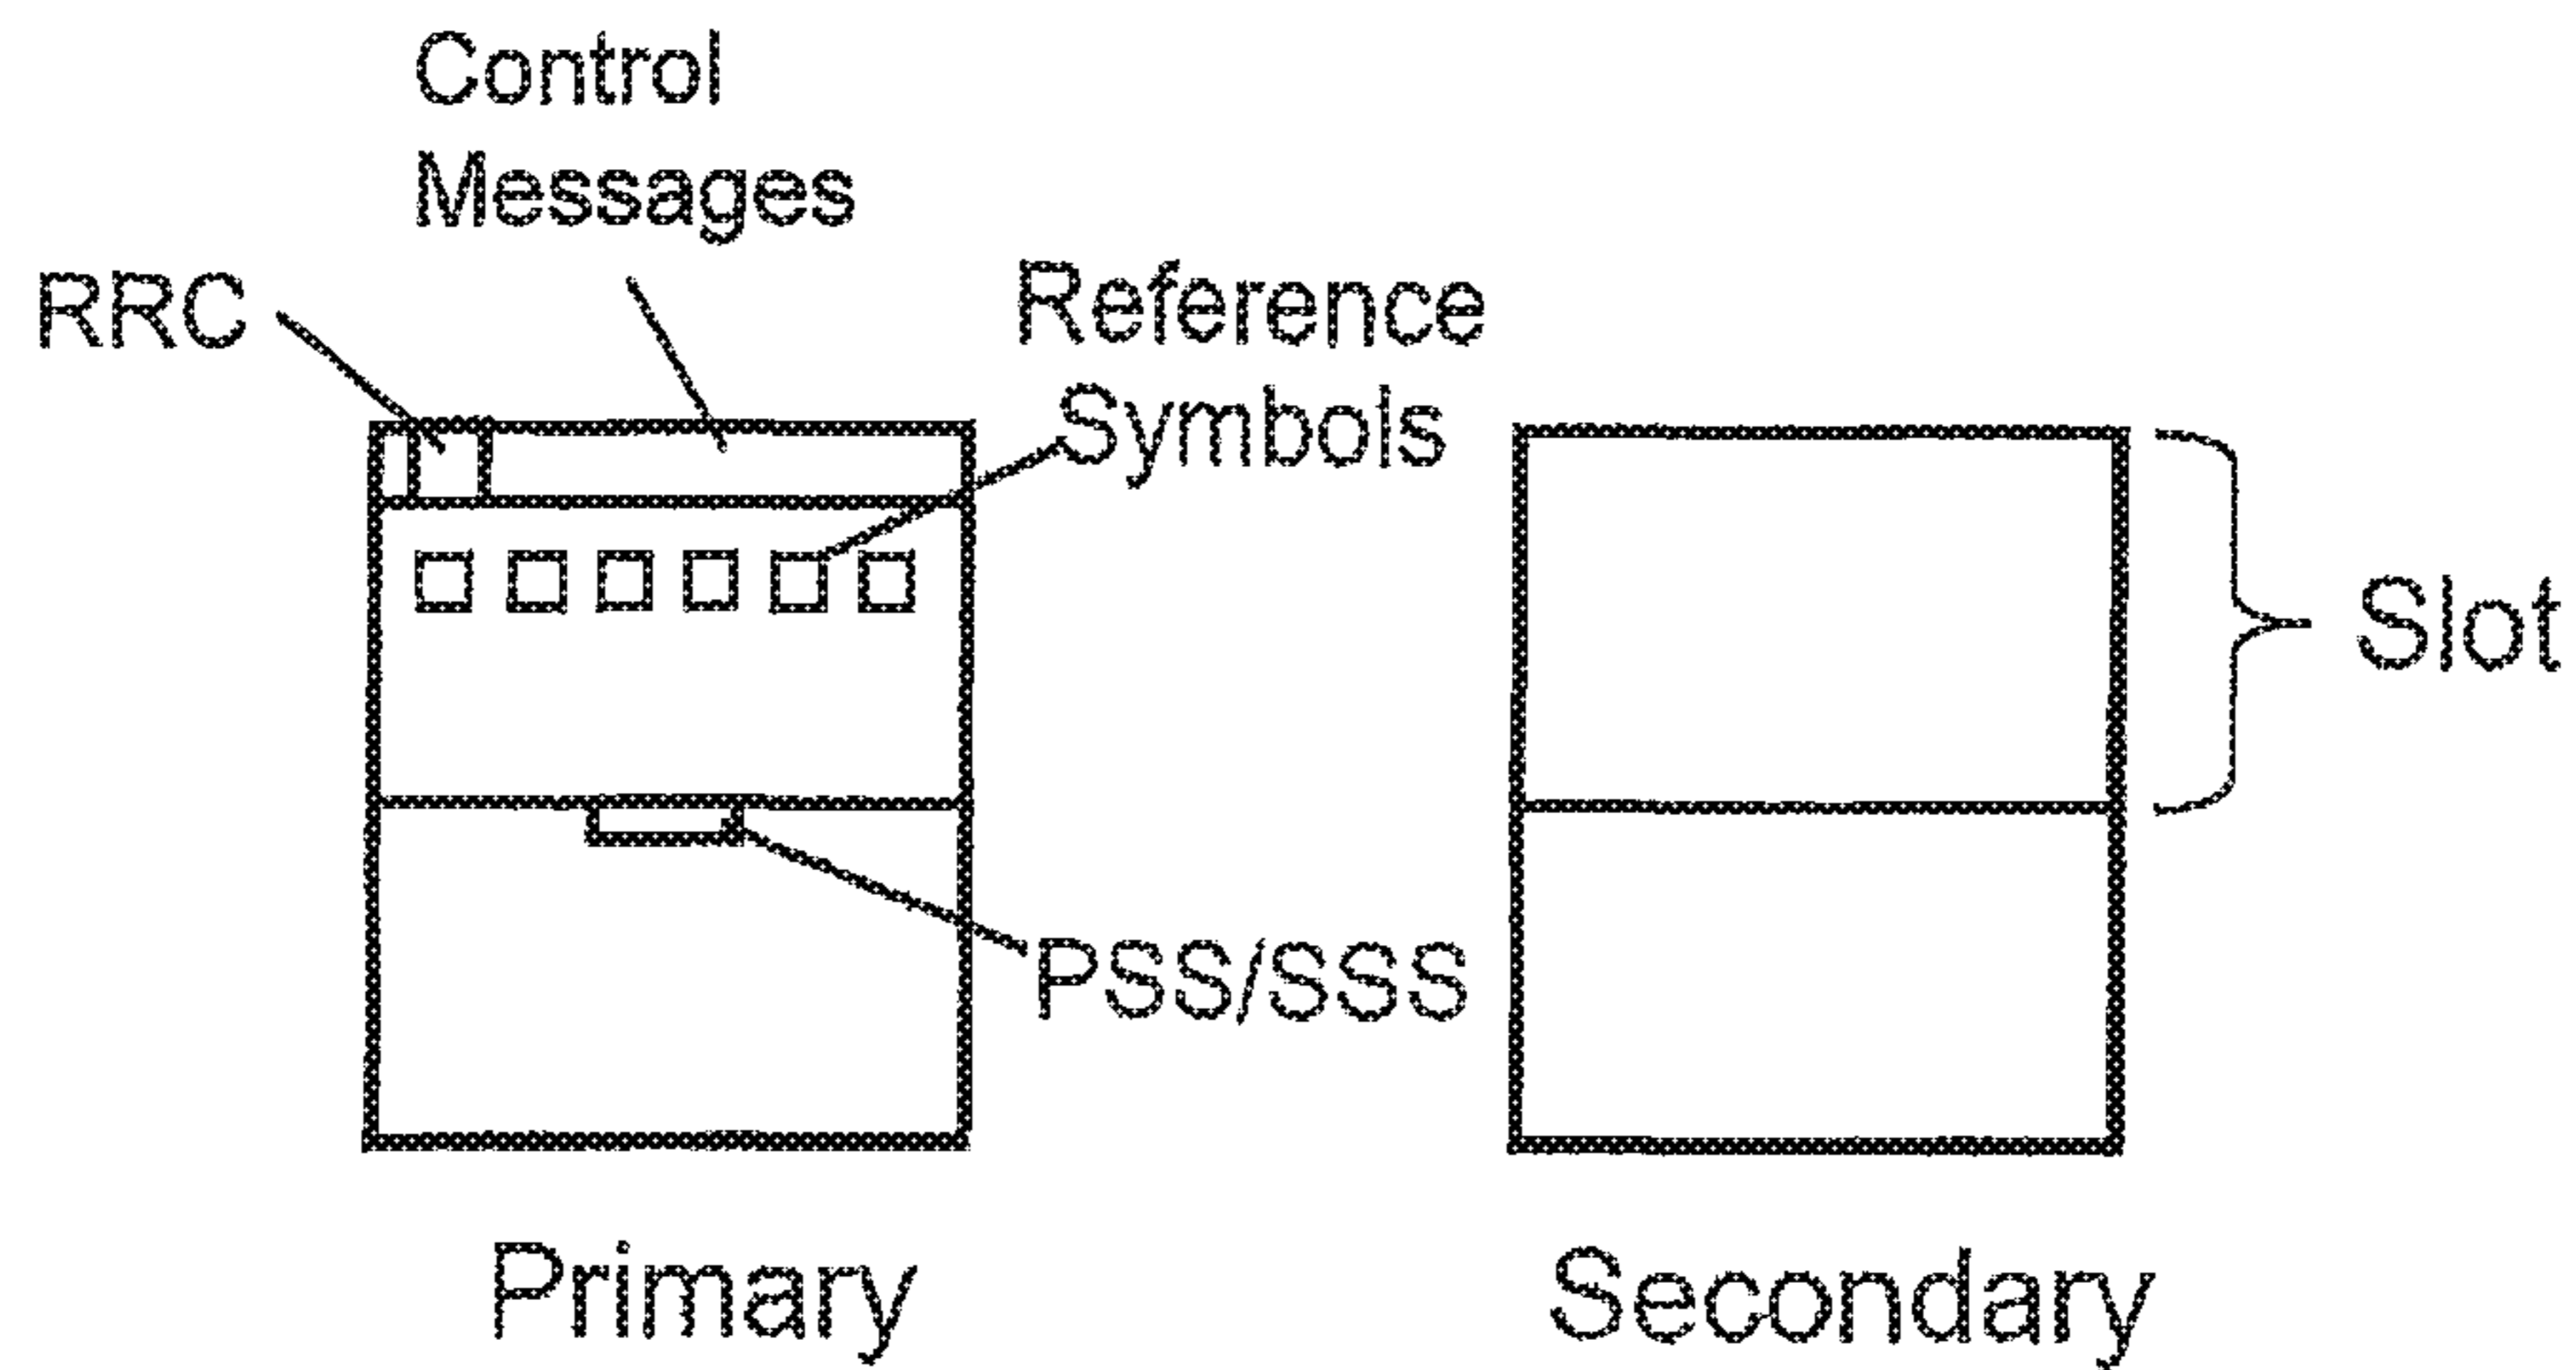 Control
Messages
RRC
Reference
Symbols
Slot
PSS/SSS
Primary
Secondary